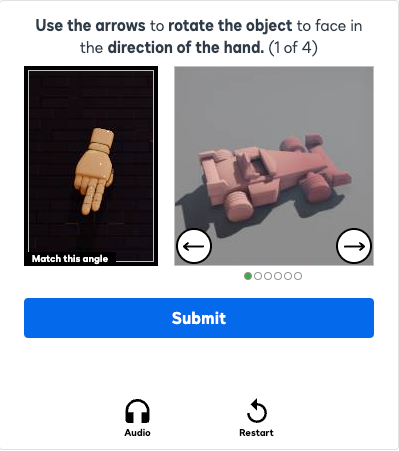 Use the arrows to rotate the object to face in
the direction of the hand. (1 of 4)
Match this angle
Submit
Audio
Restart